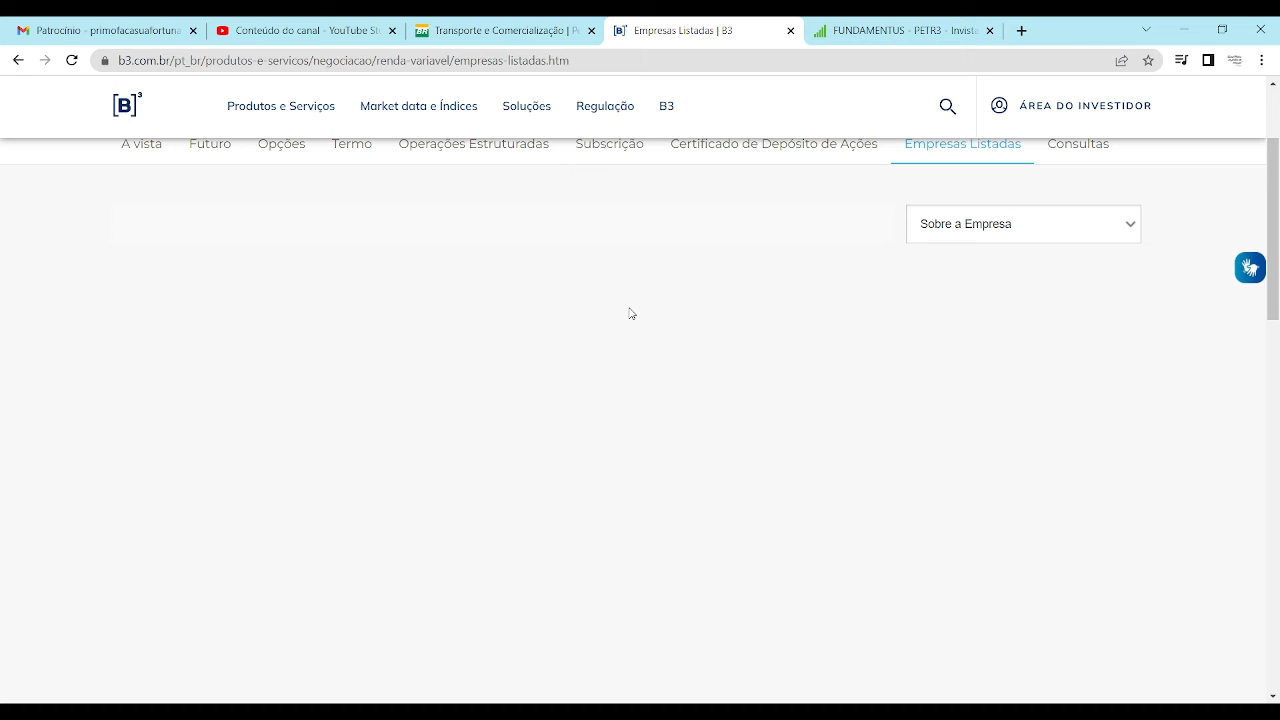 Patrocínio - primofacasuafortuna
Conteúdo do canal - YouTube St
Transporte e Comercialização | P
Empresas Listadas | B3
FUNDAMENTUS - PETR3 - Invista
b3.com.br/pt_br/produtos-e-servicos/negociacao/renda-variavel/empresas-listadas.htm
[B]³
Produtos e Serviços
Market data e Índices
Soluções
Regulação
B3
ÁREA DO INVESTIDOR
A vista
Futuro
Opções
Termo
Operações Estruturadas
Subscrição
Certificado de Depósito de Ações
Empresas Listadas
Consultas
Sobre a Empresa